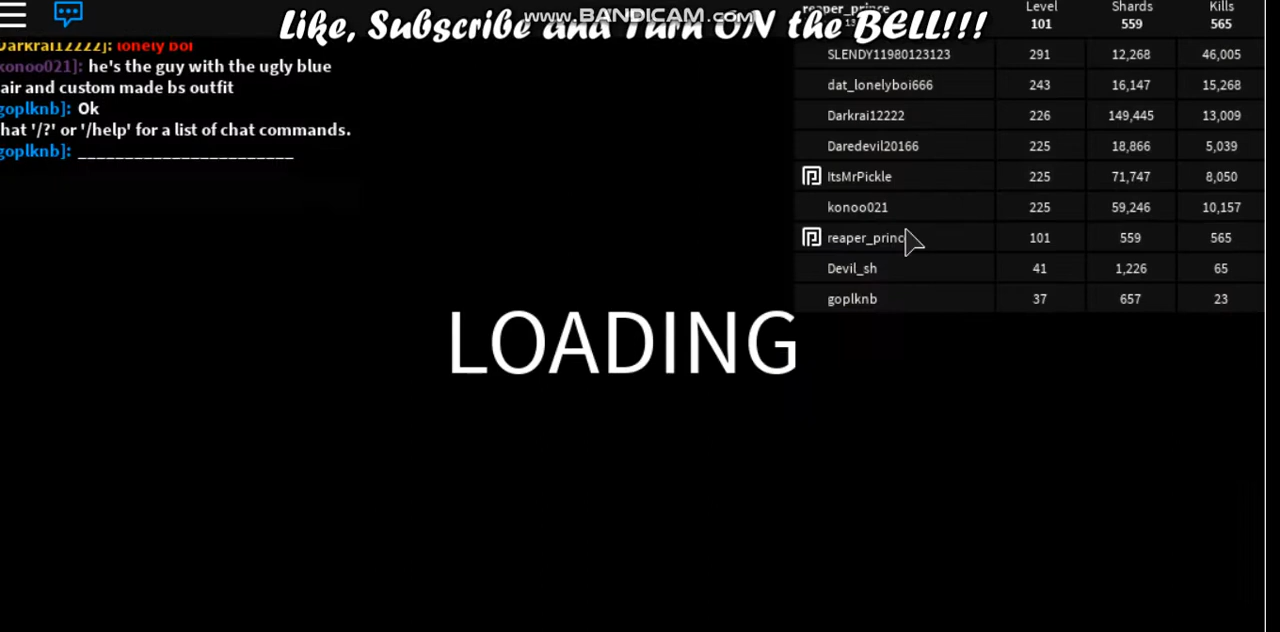 www.BANDICAM.com
Like, Subscribe and Turn ON the BELL!!!
reaper_prince Level Shards Kills
101 559 565
Darkrai12222]: lonely boi
konoo021]: he's the guy with the ugly blue
air and custom made bs outfit
goplknb]: Ok
hat '/?' or '/help' for a list of chat commands.
goplknb]: _______________________
SLENDY11980123123 291 12,268 46,005
dat_lonelyboi666 243 16,147 15,268
Darkrai12222 226 149,445 13,009
Daredevil20166 225 18,866 5,039
ItsMrPickle 225 71,747 8,050
konoo021 225 59,246 10,157
reaper_princ 101 559 565
Devil_sh 41 1,226 65
goplknb 37 657 23
LOADING